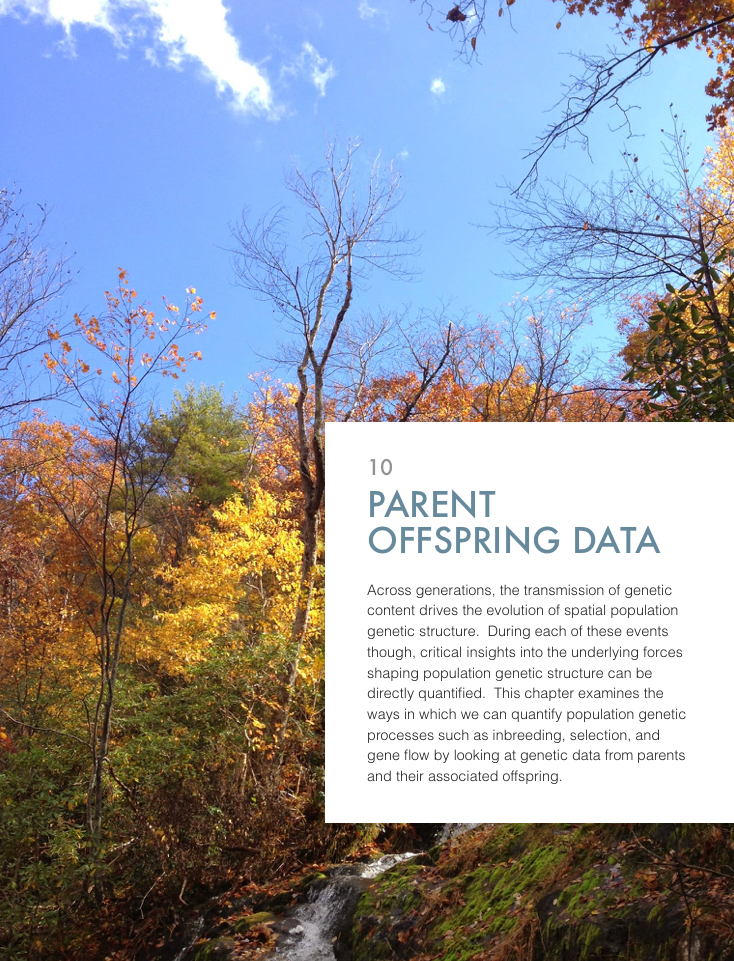 10
PARENT
OFFSPRING DATA
Across generations, the transmission of genetic
content drives the evolution of spatial population
genetic structure.  During each of these events
though, critical insights into the underlying forces
shaping population genetic structure can be
directly quantified.  This chapter examines the
ways in which we can quantify population genetic
processes such as inbreeding, selection, and
gene flow by looking at genetic data from parents
and their associated offspring.